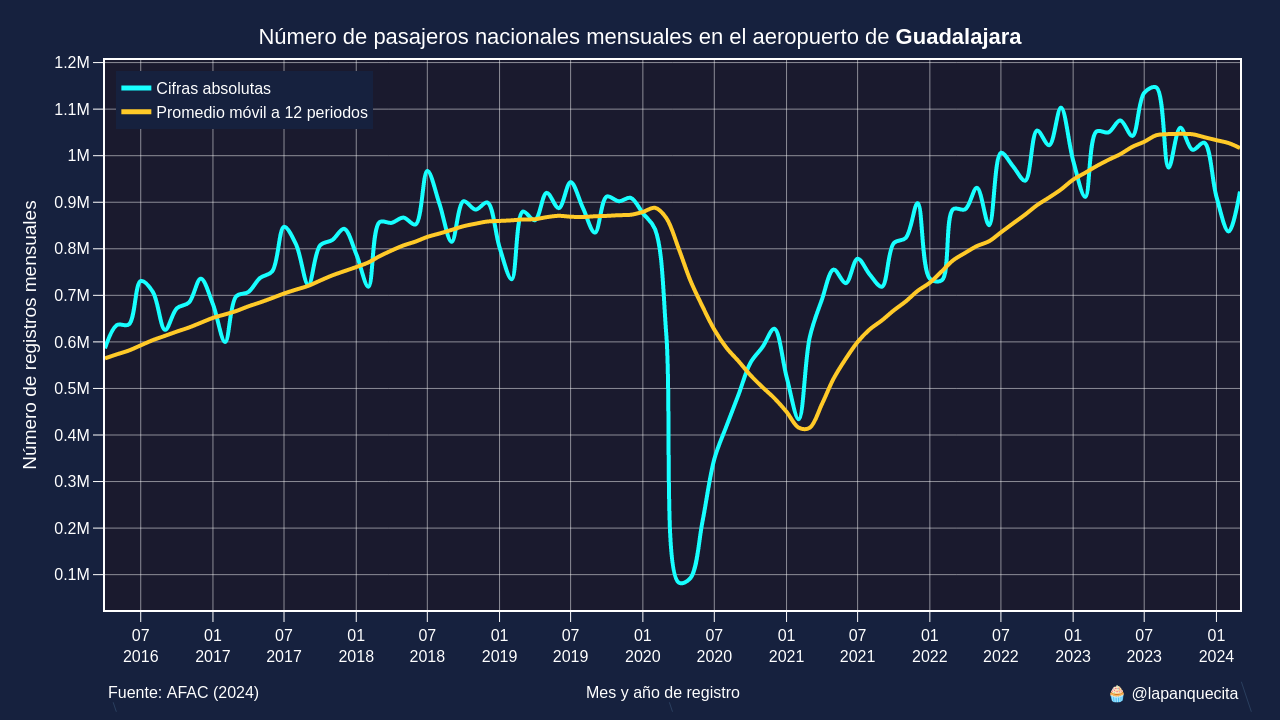 Número de pasajeros nacionales mensuales en el aeropuerto de Guadalajara
Cifras absolutas
Promedio móvil a 12 periodos
Número de registros mensuales
1.2M
1.1M
1M
0.9M
0.8M
0.7M
0.6M
0.5M
0.4M
0.3M
0.2M
0.1M
07 01 07 01 07 01 07 01 07 01 07 01 07 01 07 01
2016 2017 2017 2018 2018 2019 2019 2020 2020 2021 2021 2022 2022 2023 2023 2024
Fuente: AFAC (2024)
Mes y año de registro
🧁 @lapanquecita